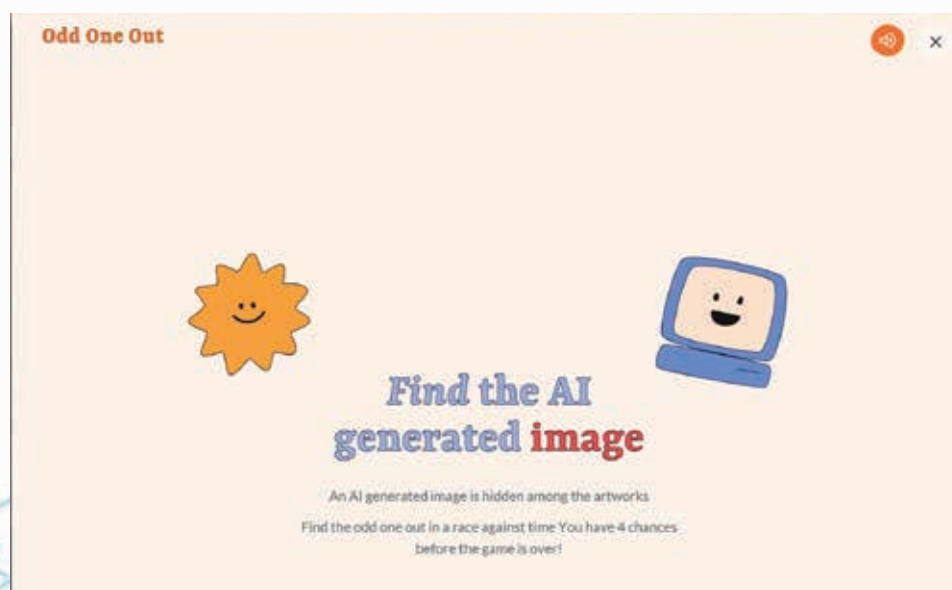 Odd One Out
Find the AI
generated image
An AI generated image is hidden among the artworks
Find the odd one out in a race against time You have 4 chances
before the game is over!